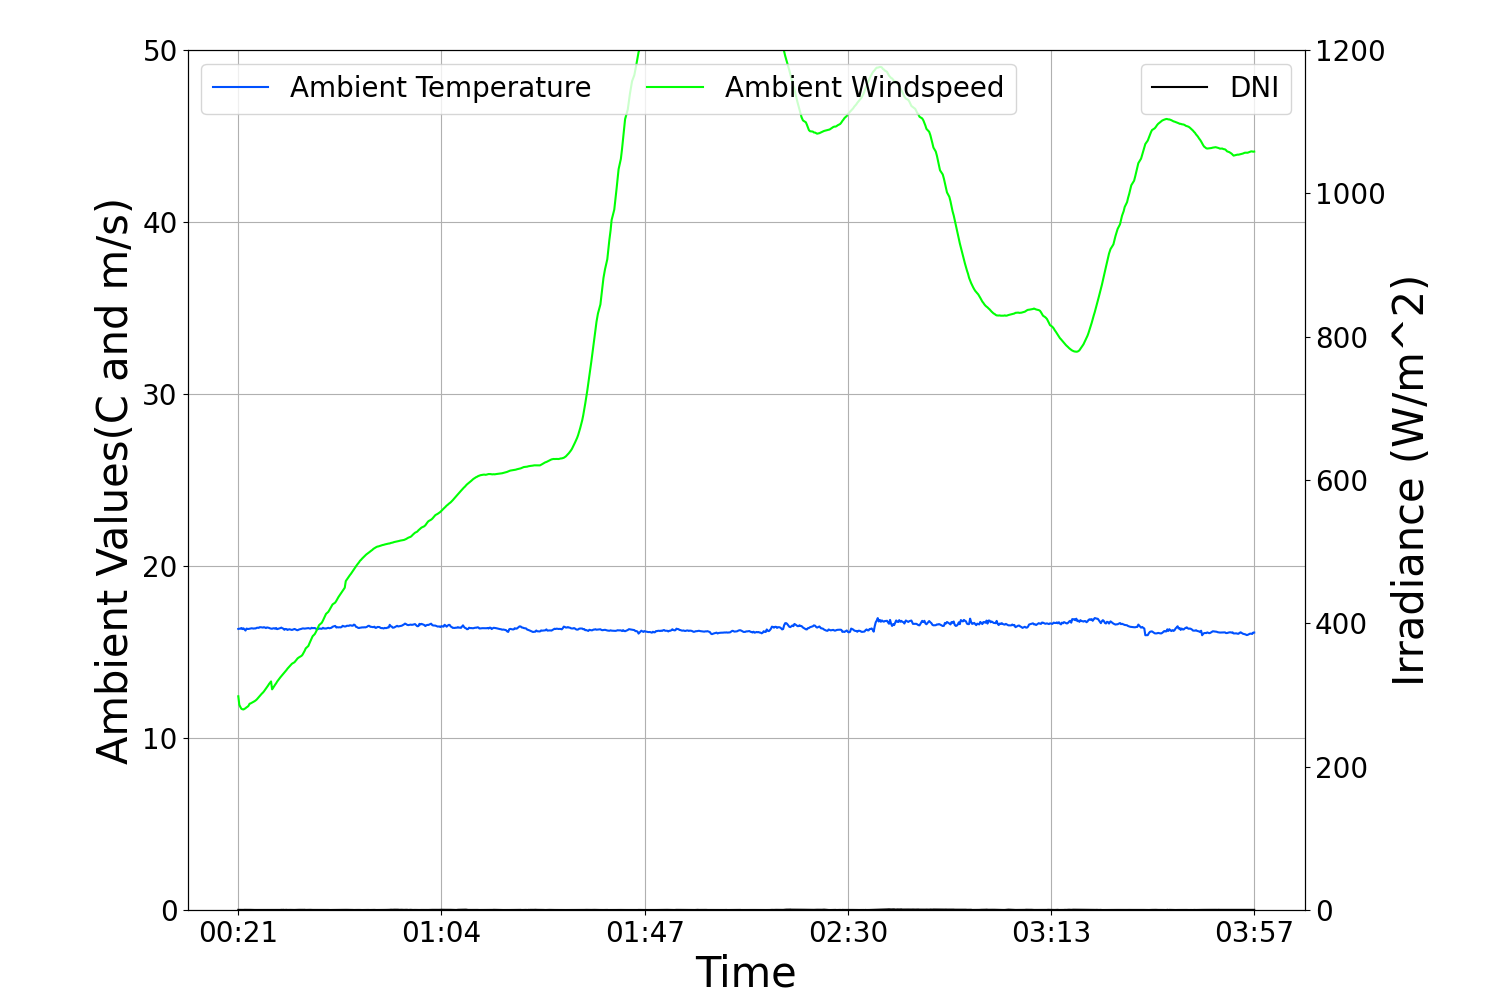 50
40
30
20
10
0
Ambient Values(C and m/s)
Ambient Temperature
Ambient Windspeed
DNI
1200
1000
800
600
400
200
0
Irradiance (W/m^2)
00:21 01:04 01:47 02:30 03:13 03:57
Time